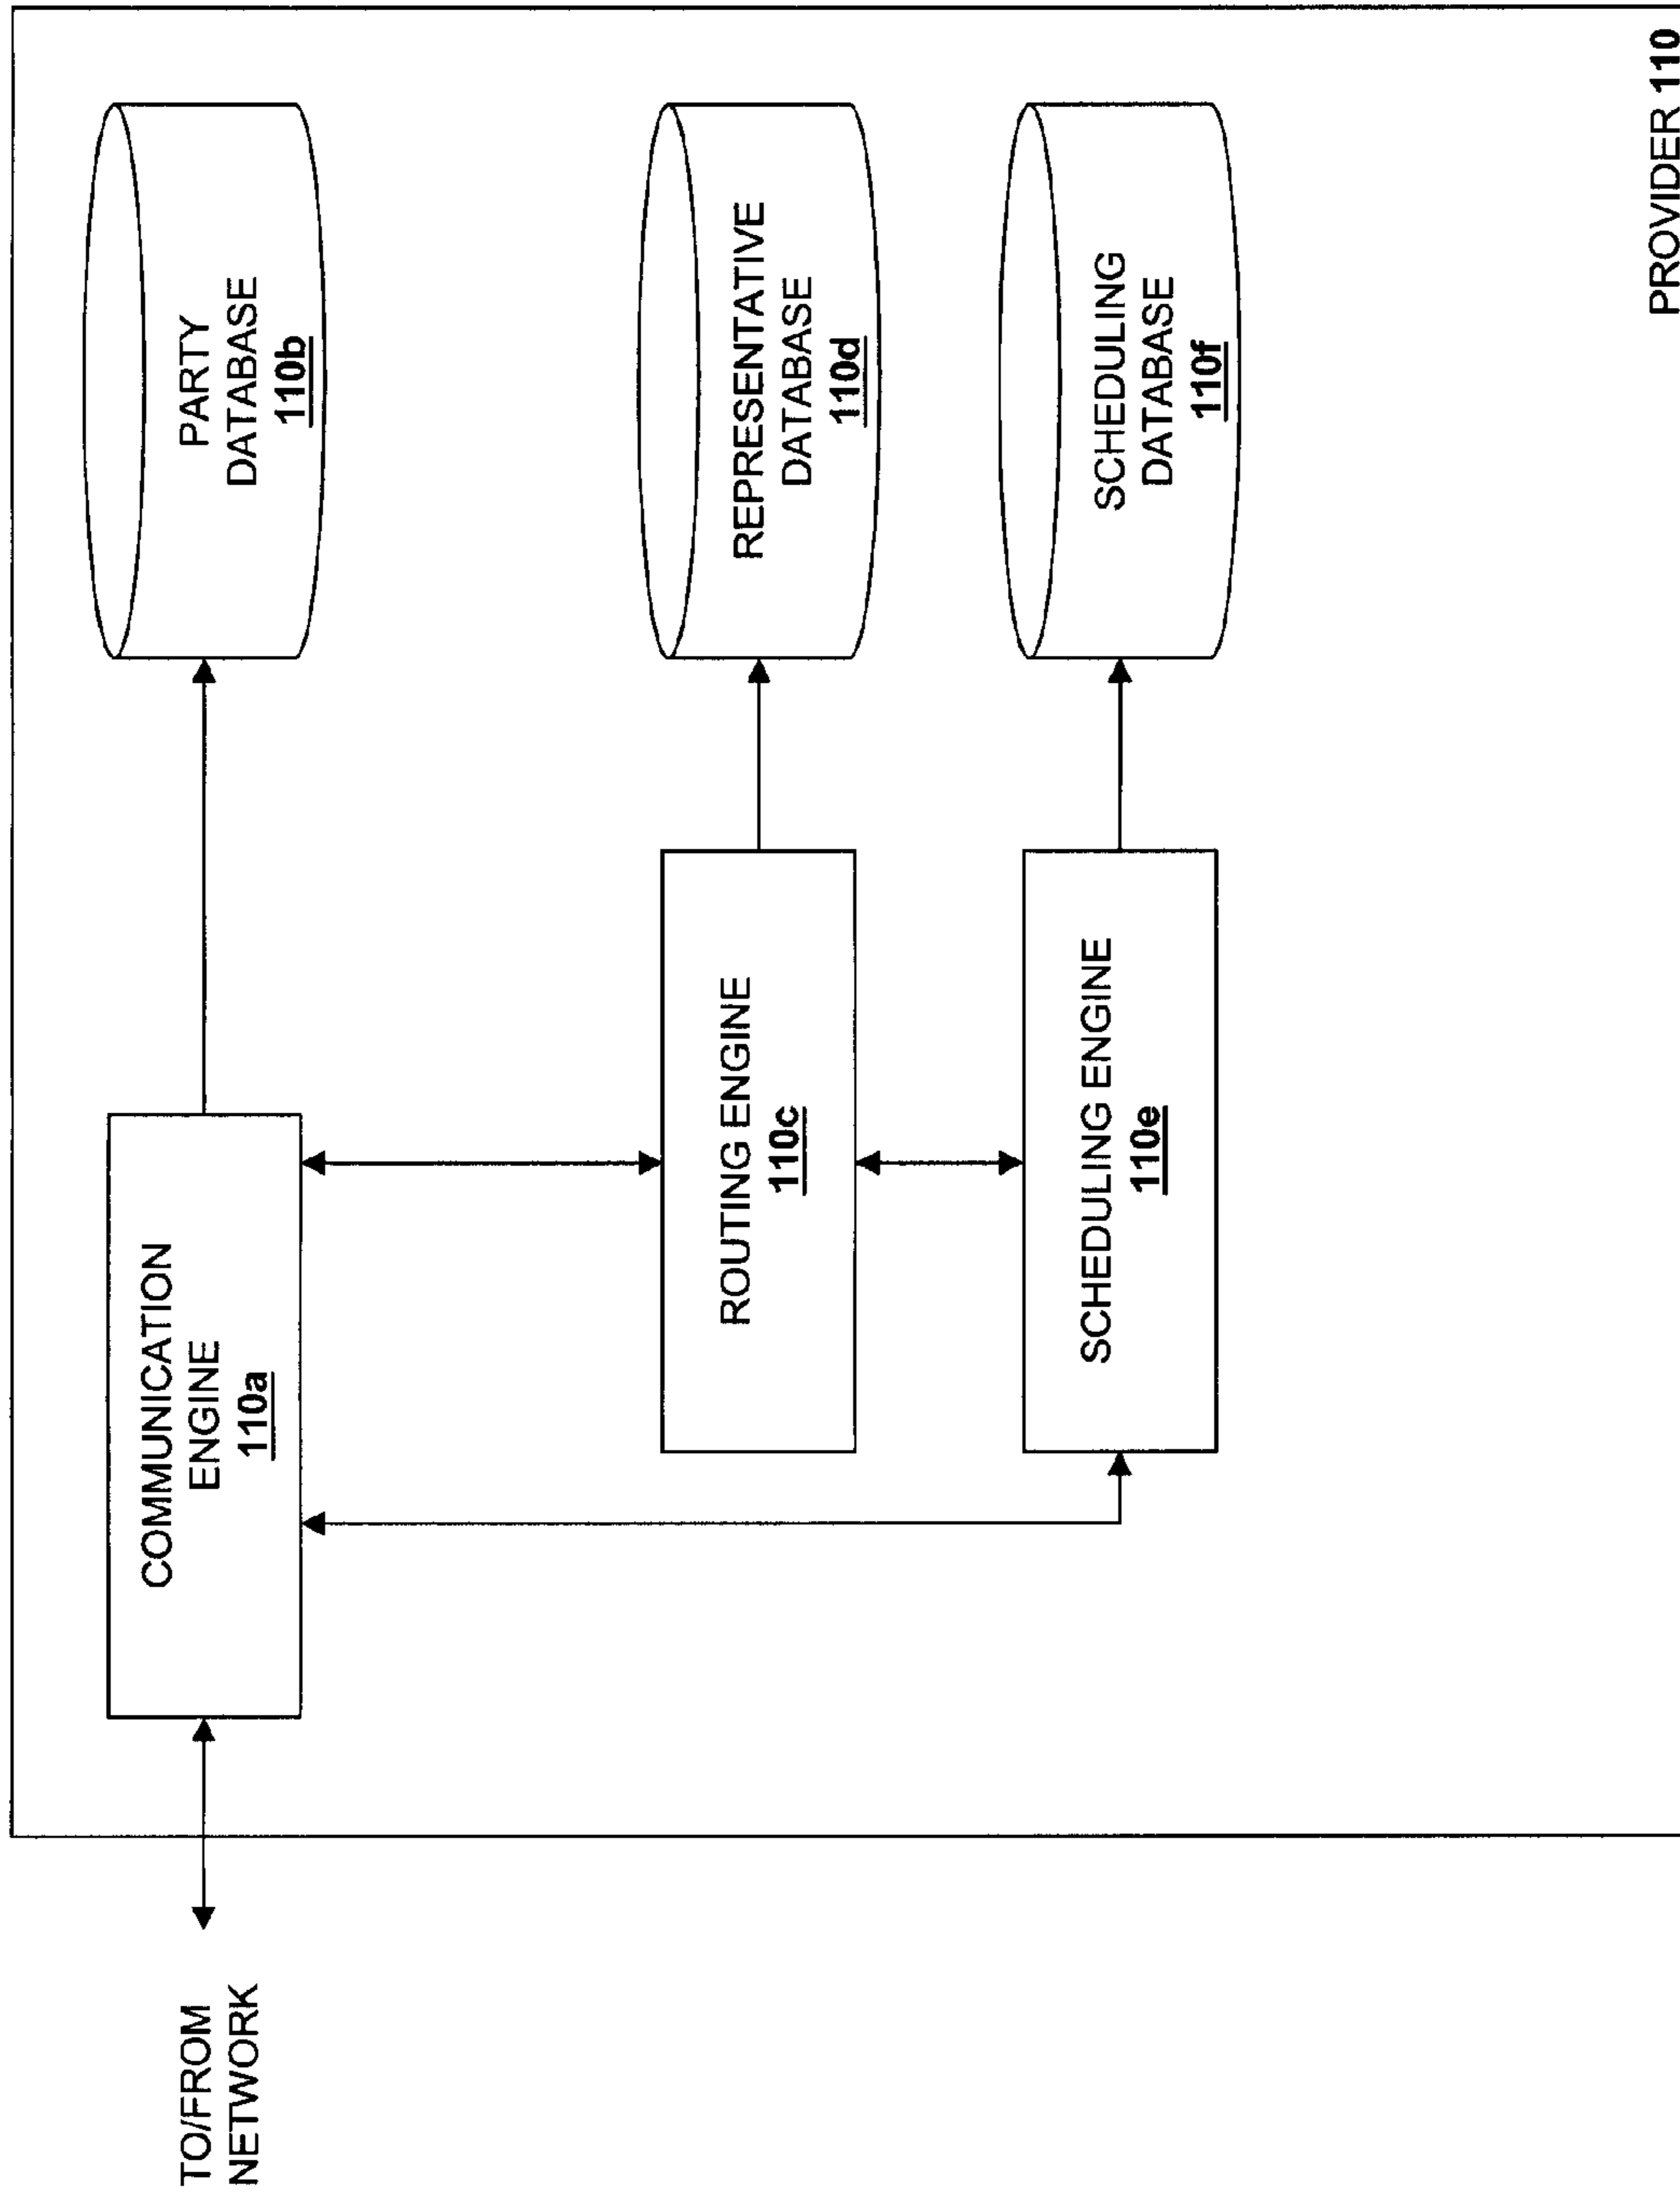 TO/FROM
NETWORK
COMMUNICATION
ENGINE
110a
PARTY
DATABASE
110b
ROUTING ENGINE
110c
REPRESENTATIVE
DATABASE
110d
SCHEDULING ENGINE
110e
SCHEDULING
DATABASE
110f
PROVIDER 110